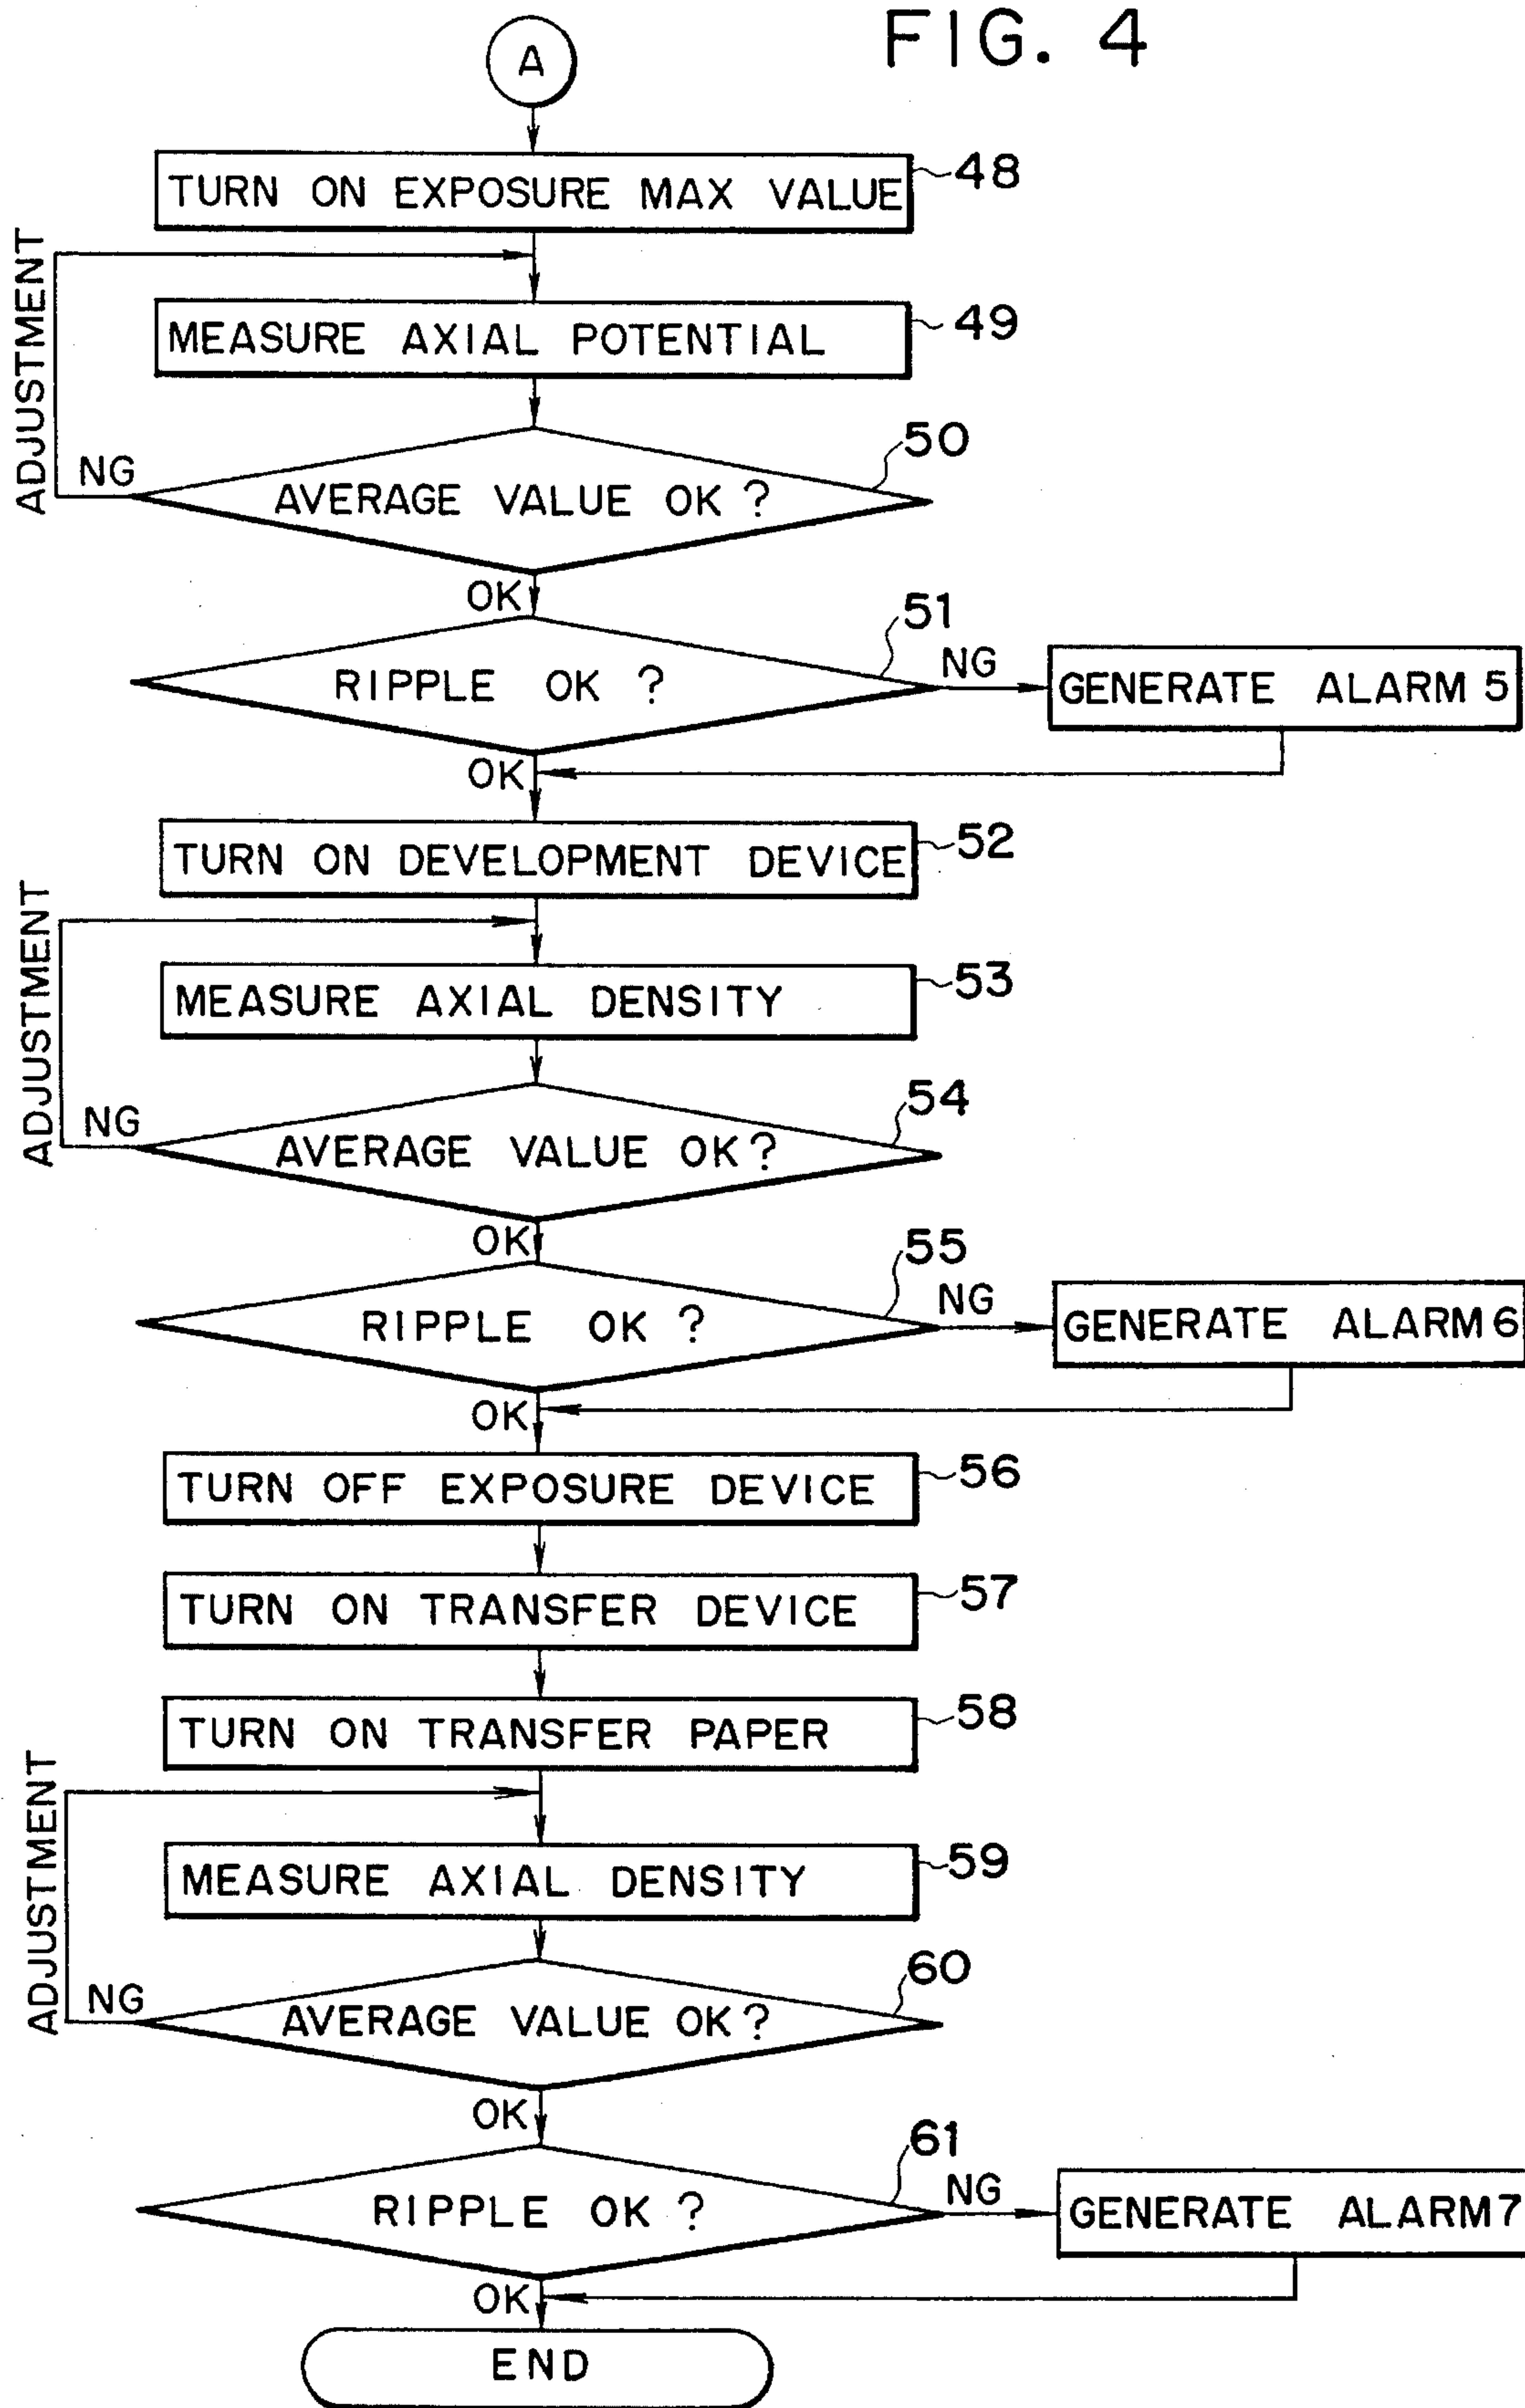 FIG. 4
A
TURN ON EXPOSURE MAX VALUE
48
ADJUSTMENT
MEASURE AXIAL POTENTIAL
49
NG
AVERAGE VALUE OK ?
50
OK
RIPPLE OK ?
51
NG
GENERATE ALARM 5
OK
TURN ON DEVELOPMENT DEVICE
52
ADJUSTMENT
MEASURE AXIAL DENSITY
53
NG
AVERAGE VALUE OK ?
54
OK
RIPPLE OK ?
55
NG
GENERATE ALARM 6
OK
TURN OFF EXPOSURE DEVICE
56
TURN ON TRANSFER DEVICE
57
TURN ON TRANSFER PAPER
58
ADJUSTMENT
MEASURE AXIAL DENSITY
59
NG
AVERAGE VALUE OK ?
60
OK
RIPPLE OK ?
61
NG
GENERATE ALARM 7
OK
END